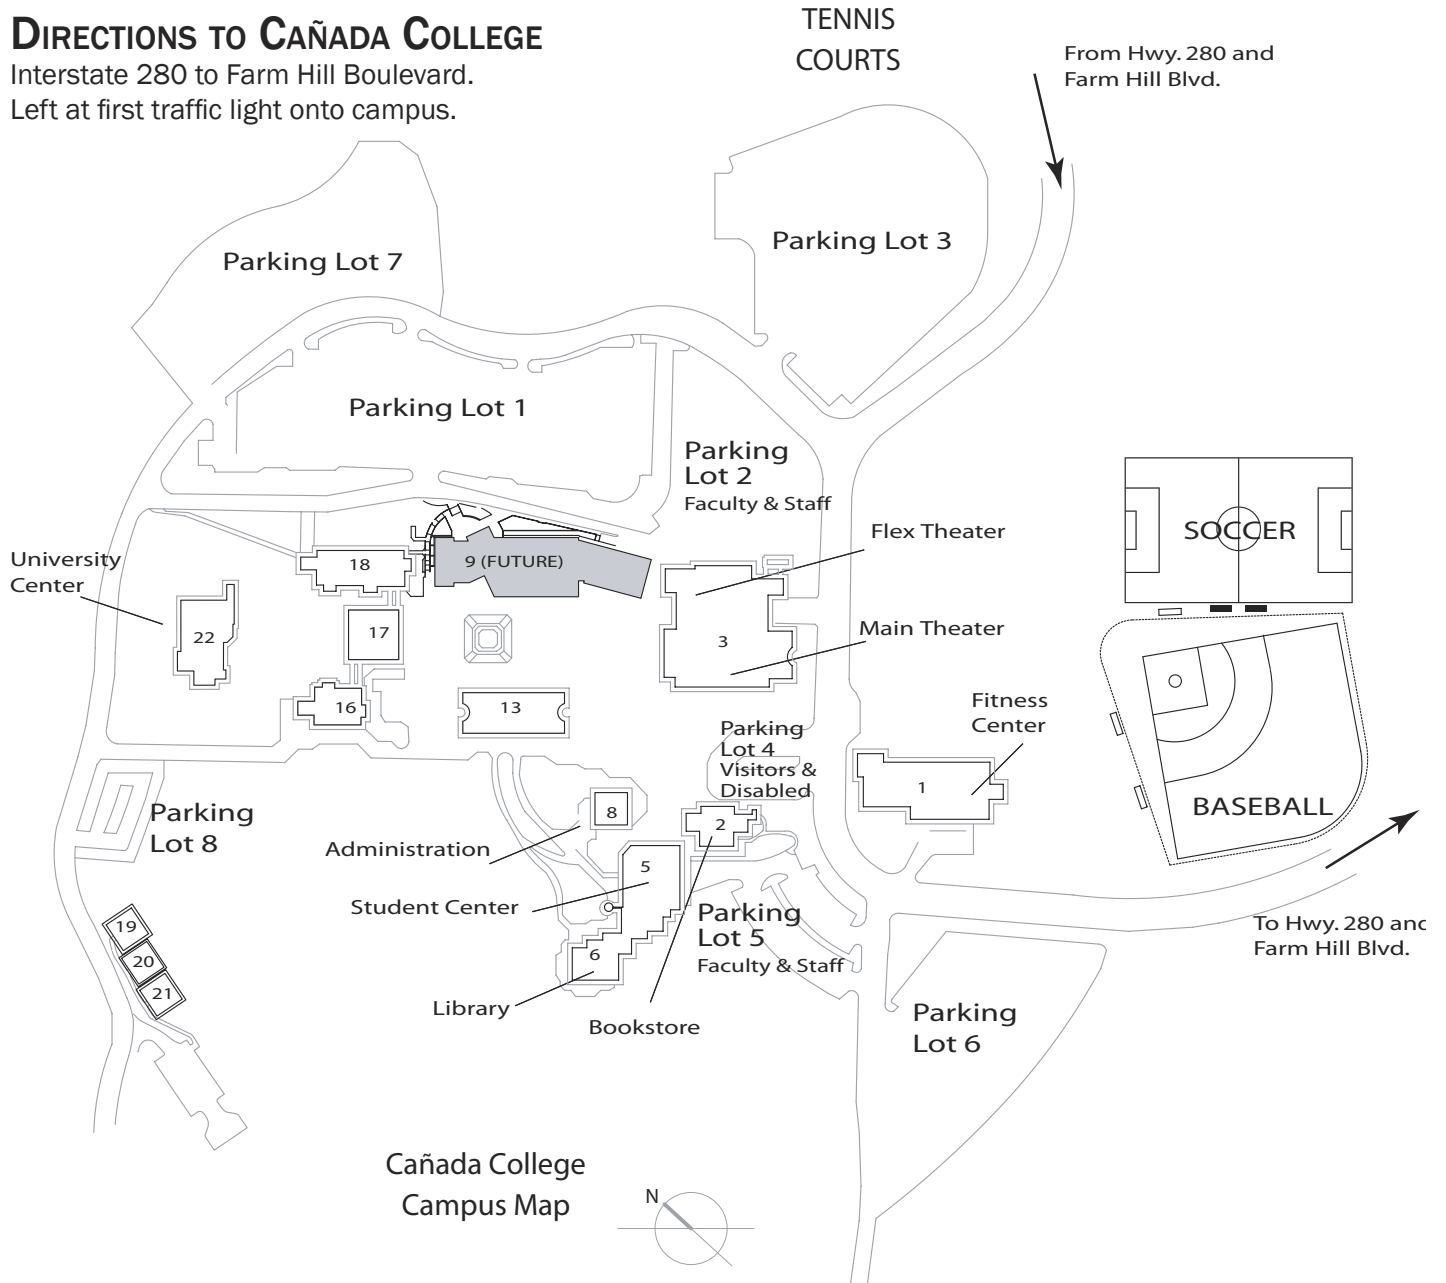 DIRECTIONS TO CAÑADA COLLEGE
Interstate 280 to Farm Hill Boulevard.
Left at first traffic light onto campus.
TENNIS
COURTS
From Hwy. 280 and
Farm Hill Blvd.
Parking Lot 3
Parking Lot 7
Parking Lot 1
Parking
Lot 2
Faculty & Staff
Flex Theater
SOCCER
University
Center
18
9 (FUTURE)
22
17
3
Main Theater
16
13
Fitness
Center
Parking
Lot 4
Visitors &
Disabled
1
BASEBALL
Parking
Lot 8
8
2
Administration
5
Student Center
Parking
Lot 5
Faculty & Staff
To Hwy. 280 and
Farm Hill Blvd.
19
20
21
6
Library
Bookstore
Parking
Lot 6
Cañada College
Campus Map
N